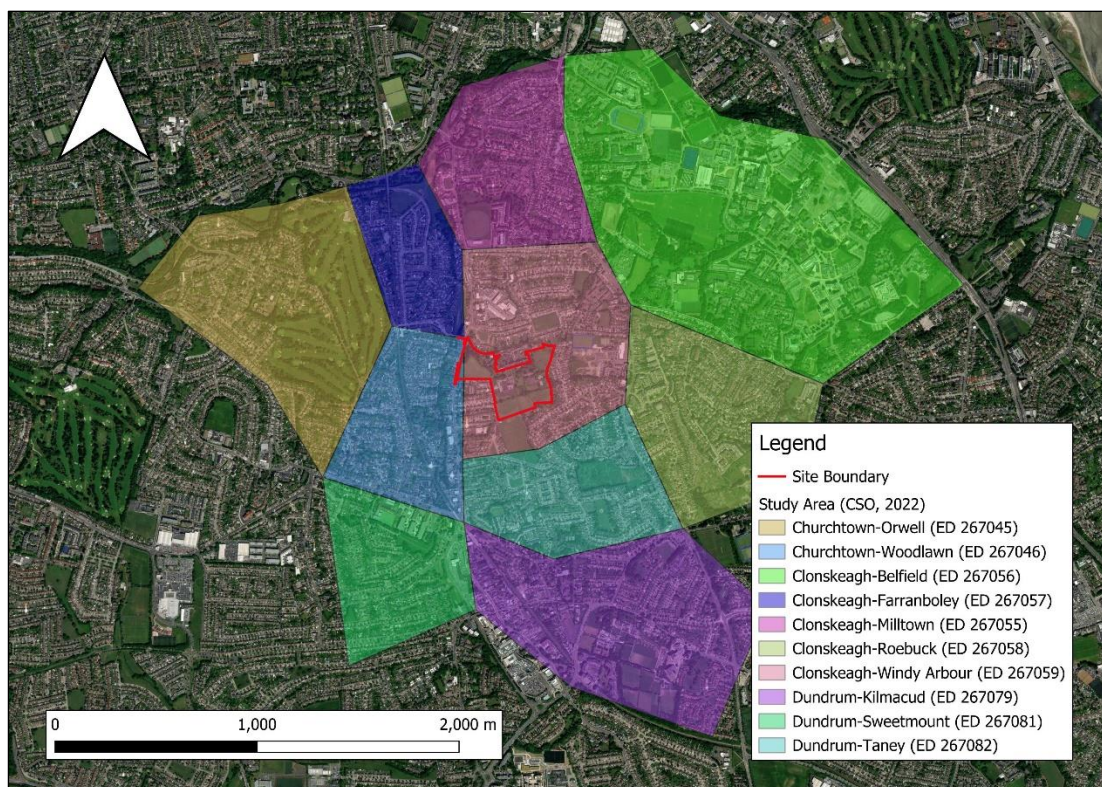 Legend
Site Boundary
Study Area (CSO, 2022)
Churchtown-Orwell (ED 267045)
Churchtown-Woodlawn (ED 267046)
Clonskeagh-Belfield (ED 267056)
Clonskeagh-Farranboley (ED 267057)
Clonskeagh-Milltown (ED 267055)
Clonskeagh-Roebuck (ED 267058)
Clonskeagh-Windy Arbour (ED 267059)
Dundrum-Kilmacud (ED 267079)
Dundrum-Sweetmount (ED 267081)
Dundrum-Taney (ED 267082)
0 1,000 2,000 m